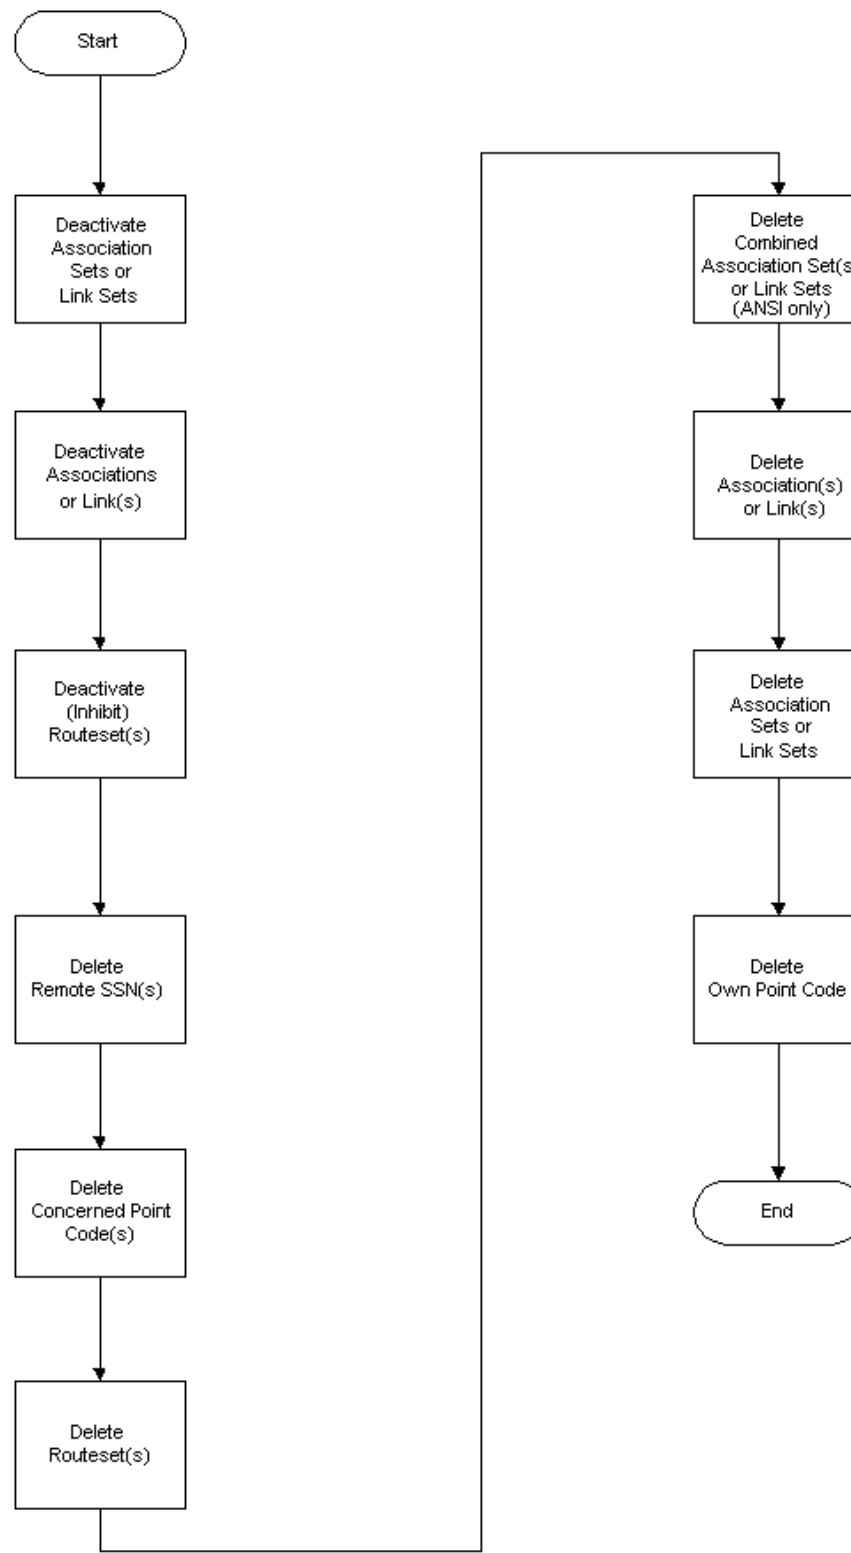 Start
Deactivate
Association
Sets or
Link Sets
Deactivate
Associations
or Link(s)
Deactivate
(Inhibit)
Routeset(s)
Delete
Remote SSN(s)
Delete
Concerned Point
Code(s)
Delete
Routeset(s)
Delete
Combined
Association Set(s
or Link Sets
(ANSI only)
Delete
Association(s)
or Link(s)
Delete
Association
Sets or
Link Sets
Delete
Own Point Code
End